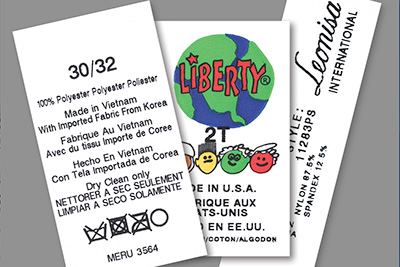 30/32
100% Polyester Polyester Poliester
Made in Vietnam
With Imported Fabric From Korea
Fabrique Au Vietnam
Avec du tissu Importe de Coree
Hecho En Vietnam
Con Tela Importada de Corea
Dry Clean only
NETTORER A SEC SEULEMENT
LIMPIAR A SECO SOLAMENTE
MERU 3564
LIBERTY®
2T
DE IN U.S.A.
RIQUE AUX
ATS-UNIS
EN EE.UU.
/COTON/ALGODON
Leonisa
INTERNATIONAL
STYLE:
11283PS
NYLON 87.5%
SPANDEX 12.5%